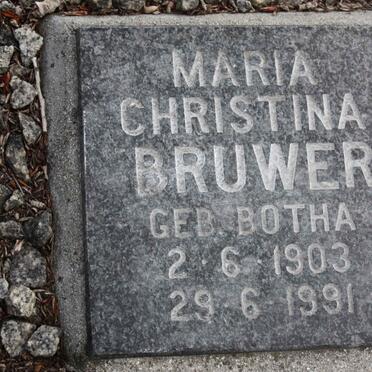 MARIA
CHRISTINA
BRUWER
GEB. BOTHA
2·6 1903
29·6 1991